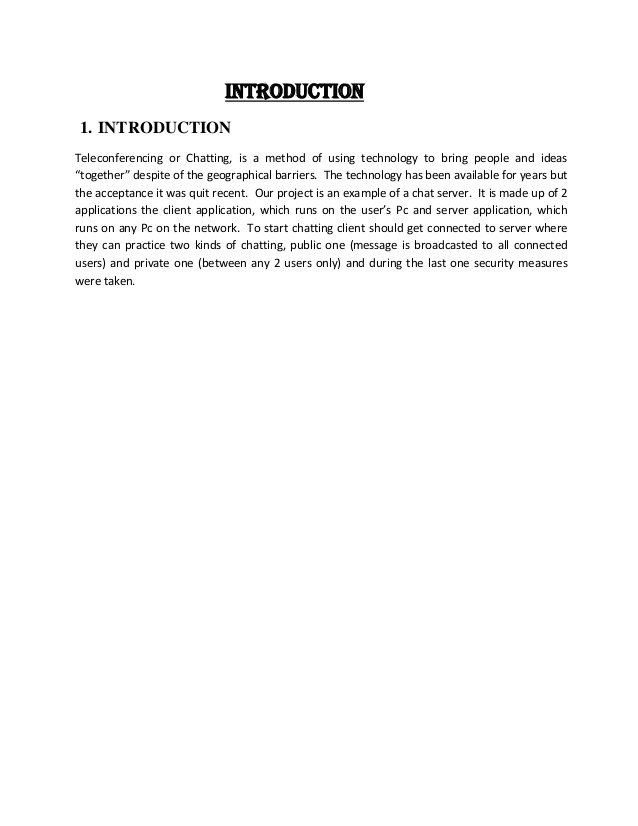 INTRODUCTION
1. INTRODUCTION
Teleconferencing or Chatting, is a method of using technology to bring people and ideas
“together” despite of the geographical barriers. The technology has been available for years but
the acceptance it was quit recent. Our project is an example of a chat server. It is made up of 2
applications the client application, which runs on the user’s Pc and server application, which
runs on any Pc on the network. To start chatting client should get connected to server where
they can practice two kinds of chatting, public one (message is broadcasted to all connected
users) and private one (between any 2 users only) and during the last one security measures
were taken.